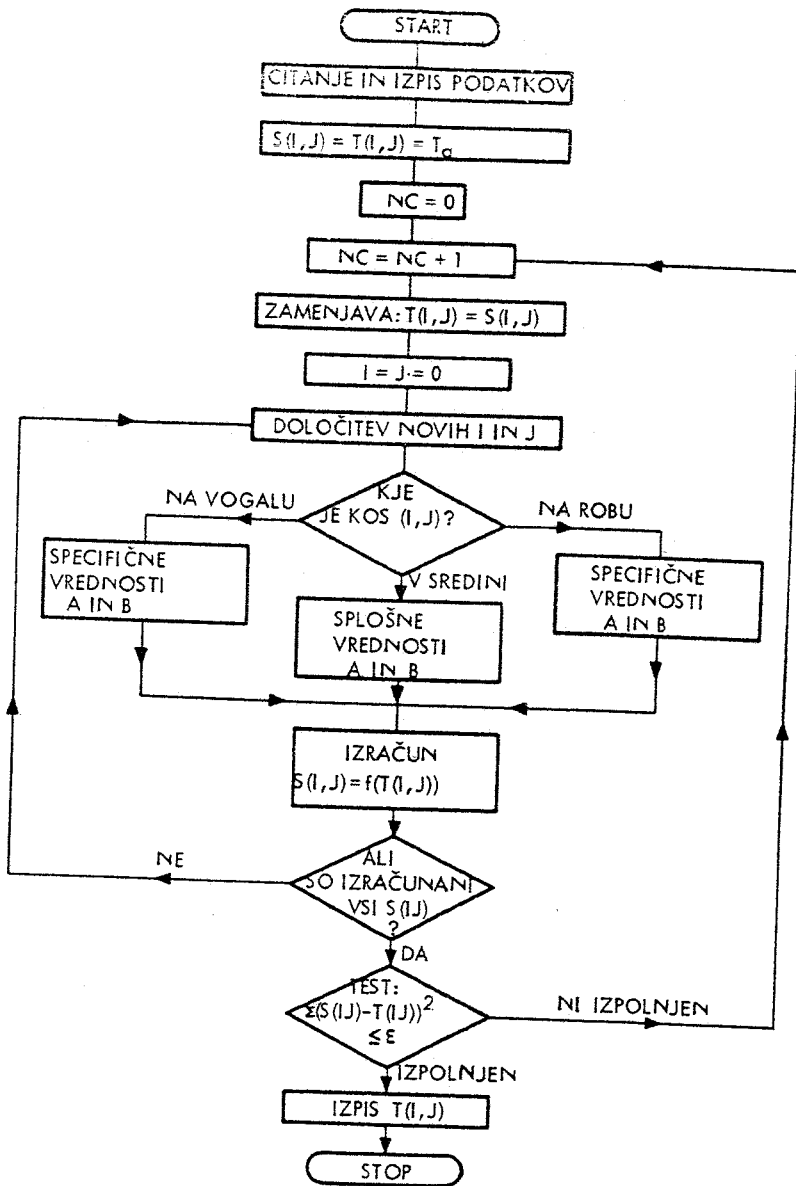 START
CITANJE IN IZPIS PODATKOV
S(I,J) = T(I,J) = Ta
NC = 0
NC = NC + 1
ZAMENJAVA: T(I,J) = S(I,J)
I = J = 0
DOLOČITEV NOVIH I IN J
KJE
JE KOS (I,J)?
NA VOGALU
NA ROBU
V SREDINI
SPECIFIČNE
VREDNOSTI
A IN B
SPLOŠNE
VREDNOSTI
A IN B
SPECIFIČNE
VREDNOSTI
A IN B
IZRAČUN
S(I,J)=f(T(I,J))
ALI
SO IZRAČUNANI
VSI S(IJ)
?
NE
DA
TEST:
Σ(S(IJ)-T(IJ))²
≤ε
NI IZPOLNJEN
IZPOLNJEN
IZPIS T(I,J)
STOP